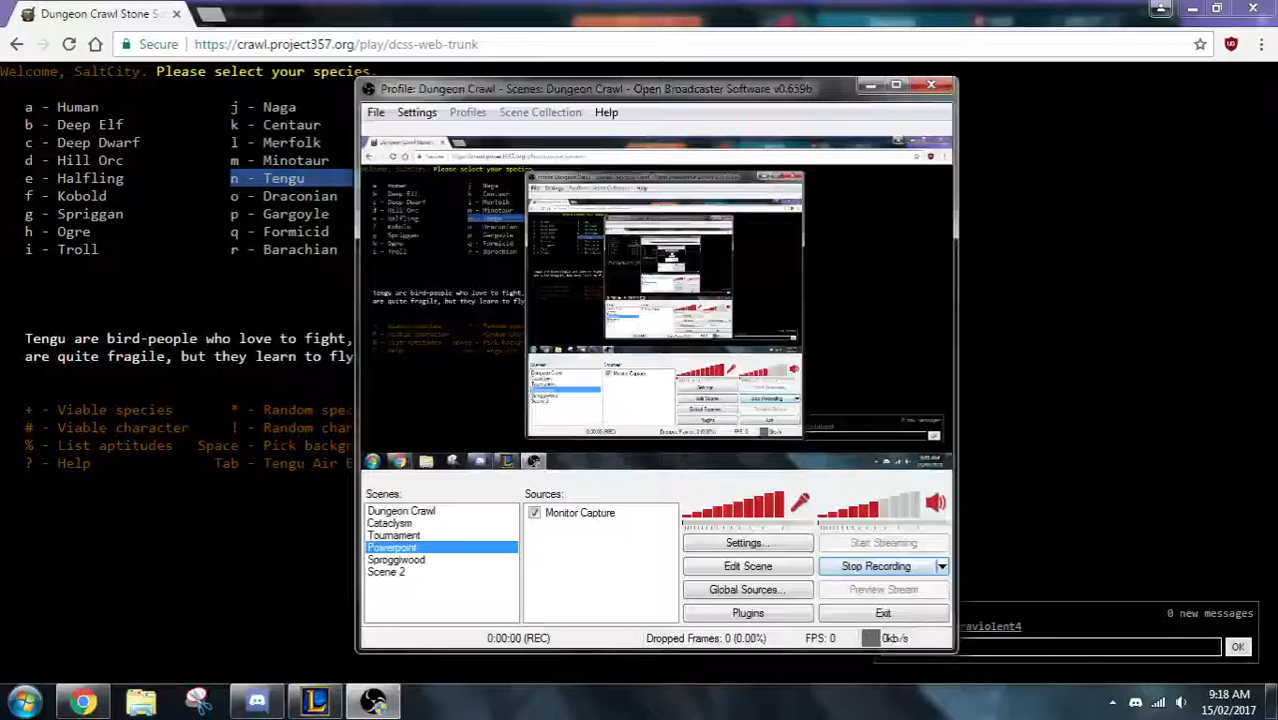 Dungeon Crawl Stone So
Secure
https://crawl.project357.org/play/dcss-web-trunk
Welcome, SaltCity. Please select your species.
a - Human
j - Naga
b - Deep Elf
k - Centaur
c - Deep Dwarf
l - Merfolk
d - Hill Orc
m - Minotaur
e - Halfling
n - Tengu
f - Kobold
o - Draconian
g - Spriggan
p - Gargoyle
h - Ogre
q - Formicid
i - Troll
r - Barachian
Tengu are bird-people who love to fight,
are quite fragile, but they learn to fly
+ - Viable species
* - Random spe
# - Viable character
! - Random char
% - List aptitudes
Space - Pick backgr
? - Help
Tab - Tengu Air E
Profile: Dungeon Crawl - Scenes: Dungeon Crawl - Open Broadcaster Software v0.659b
File Settings Profiles Scene Collection Help
Scenes:
Dungeon Crawl
Cataclysm
Tournament
Powerpoint
Sproggiwood
Scene 2
Sources:
Monitor Capture
Settings...
Start Streaming
Edit Scene
Stop Recording
Global Sources...
Preview Stream
Plugins
Exit
0:00:00 (REC)
Dropped Frames: 0 (0.00%)
FPS: 0
0kb/s
0 new messages
raviolent4
OK
9:18 AM
15/02/2017